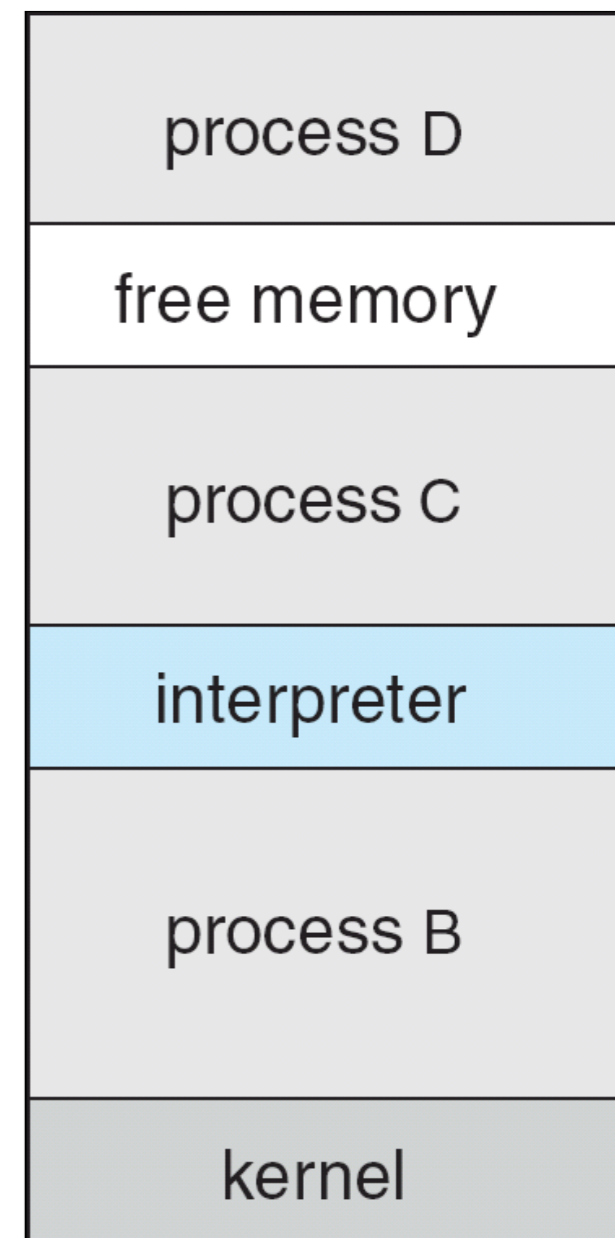 process D
free memory
process C
interpreter
process B
kernel